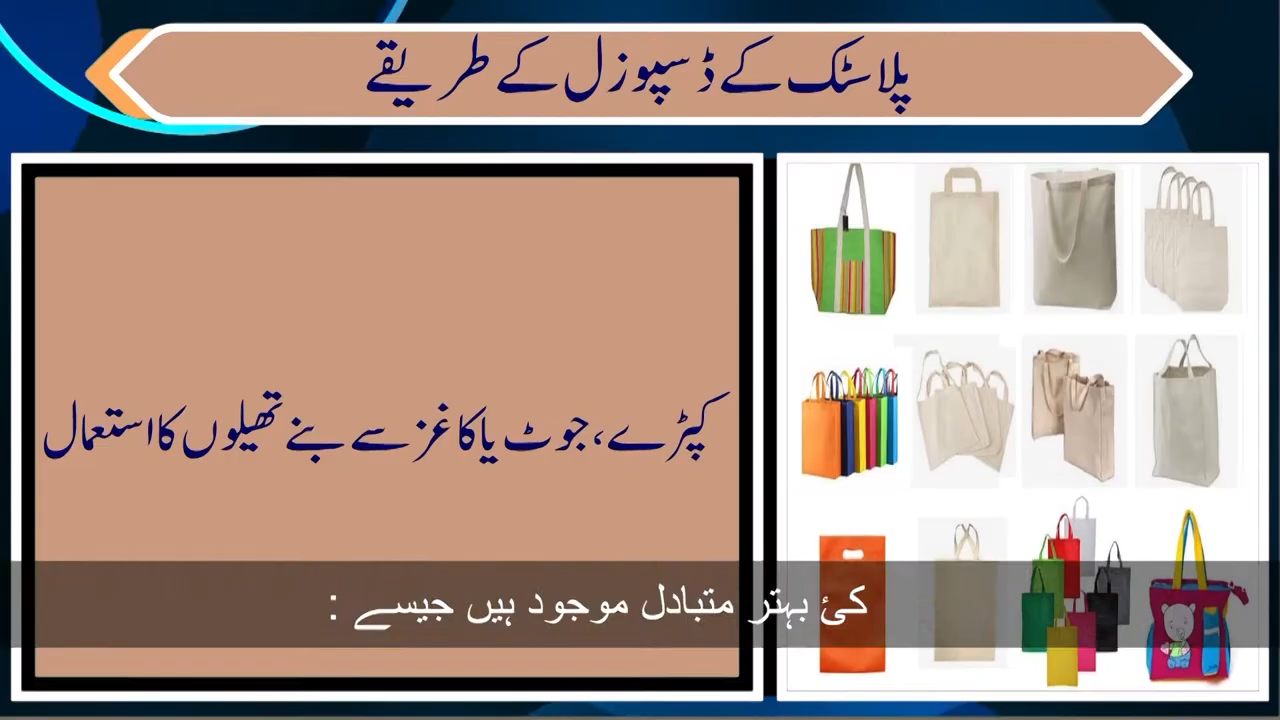 پلاسٹک کے ڈسپوزل کے طریقے
کپڑے، جوٹ یا کاغز سے بنے تھیلوں کا استعمال
کئ بہتر متبادل موجود ہیں جیسے :